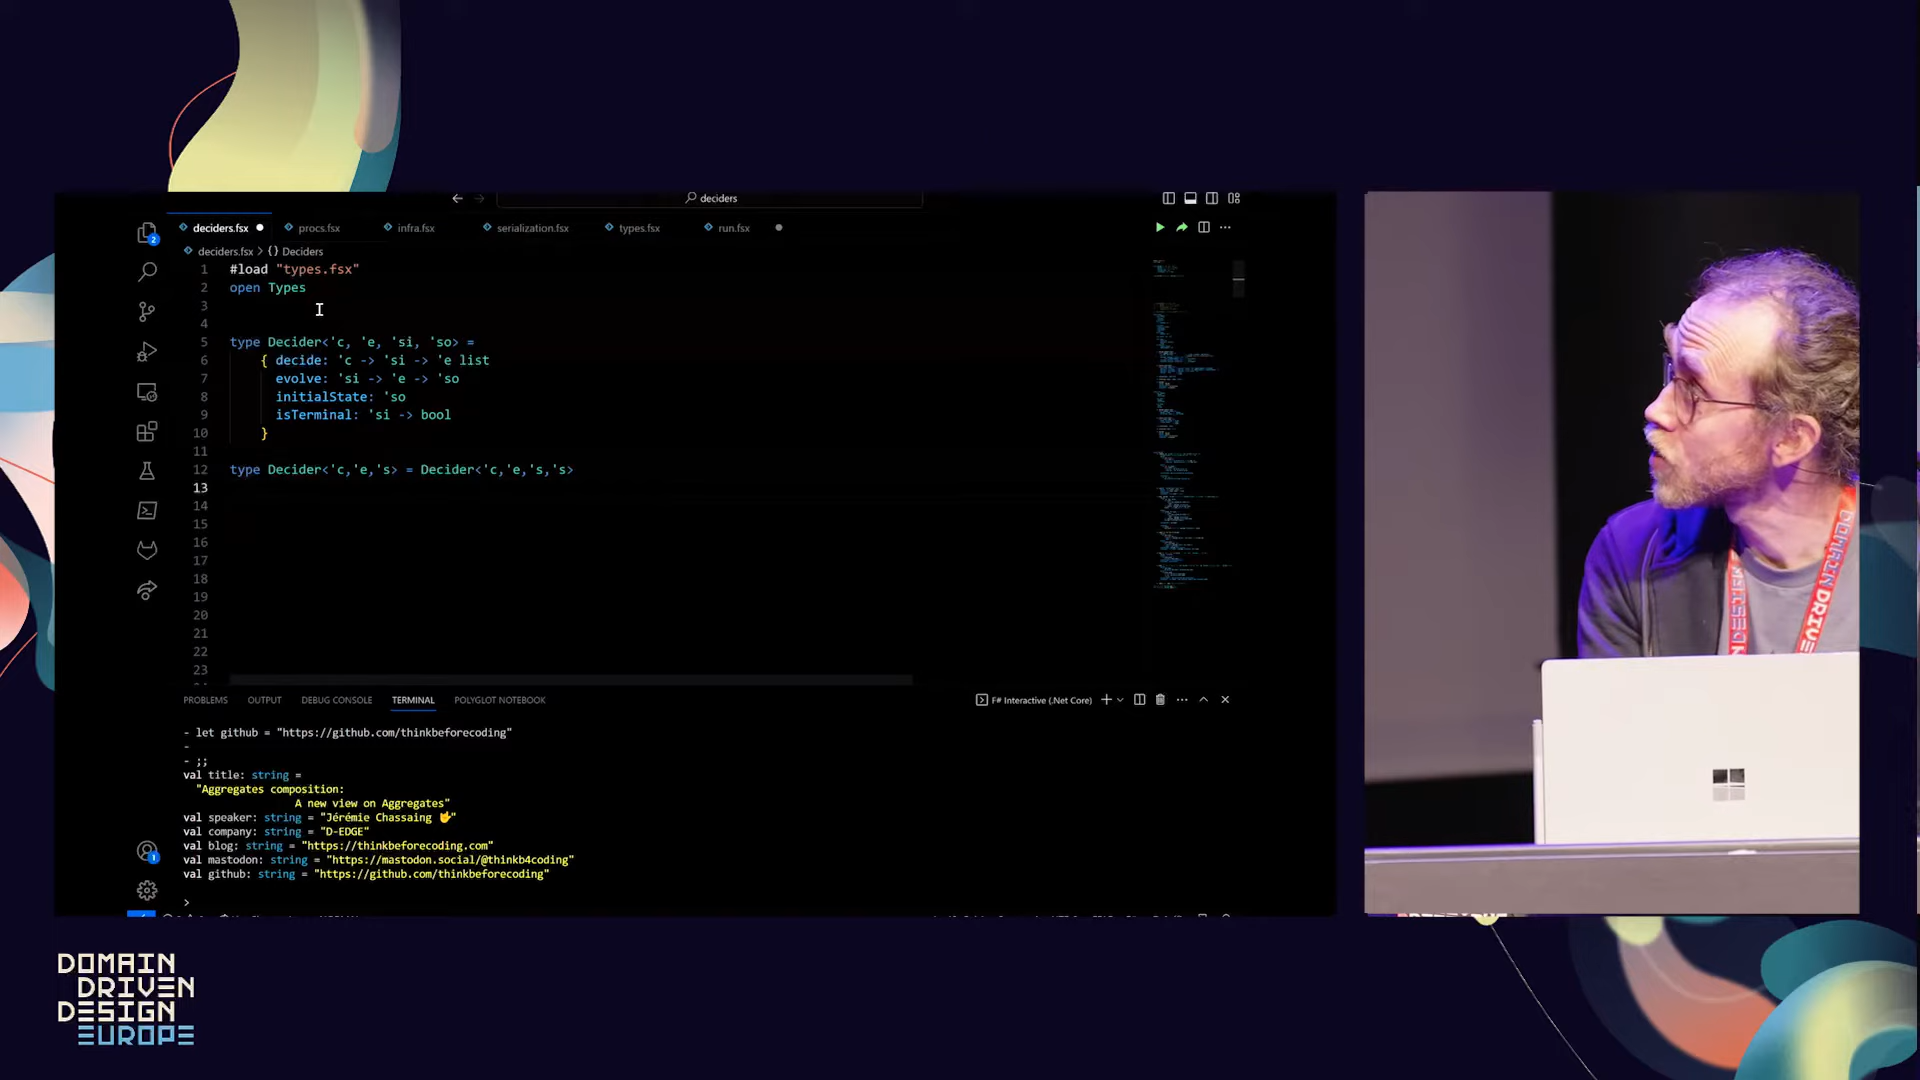 deciders
deciders.fsx
procs.fsx
infra.fsx
serialization.fsx
types.fsx
run.fsx
deciders.fsx > {} Deciders
1 #load "types.fsx"
2 open Types
3
4
5 type Decider<'c, 'e, 'si, 'so> =
6 { decide: 'c -> 'si -> 'e list
7 evolve: 'si -> 'e -> 'so
8 initialState: 'so
9 isTerminal: 'si -> bool
10 }
11
12 type Decider<'c,'e,'s> = Decider<'c,'e,'s,'s>
13
14
15
16
17
18
19
20
21
22
23
2
PROBLEMS OUTPUT DEBUG CONSOLE TERMINAL POLYGLOT NOTEBOOK
F# Interactive (.Net Core)
- let github = "https://github.com/thinkbeforecoding"
-
- ;;
val title: string =
"Aggregates composition:
A new view on Aggregates"
val speaker: string = "Jérémie Chassaing 🤟"
val company: string = "D-EDGE"
val blog: string = "https://thinkbeforecoding.com"
val mastodon: string = "https://mastodon.social/@thinkb4coding"
val github: string = "https://github.com/thinkbeforecoding"
>
1
DOMAIN DRIVE
DOMAIN
DRIVEN
DESIGN
EUROPE